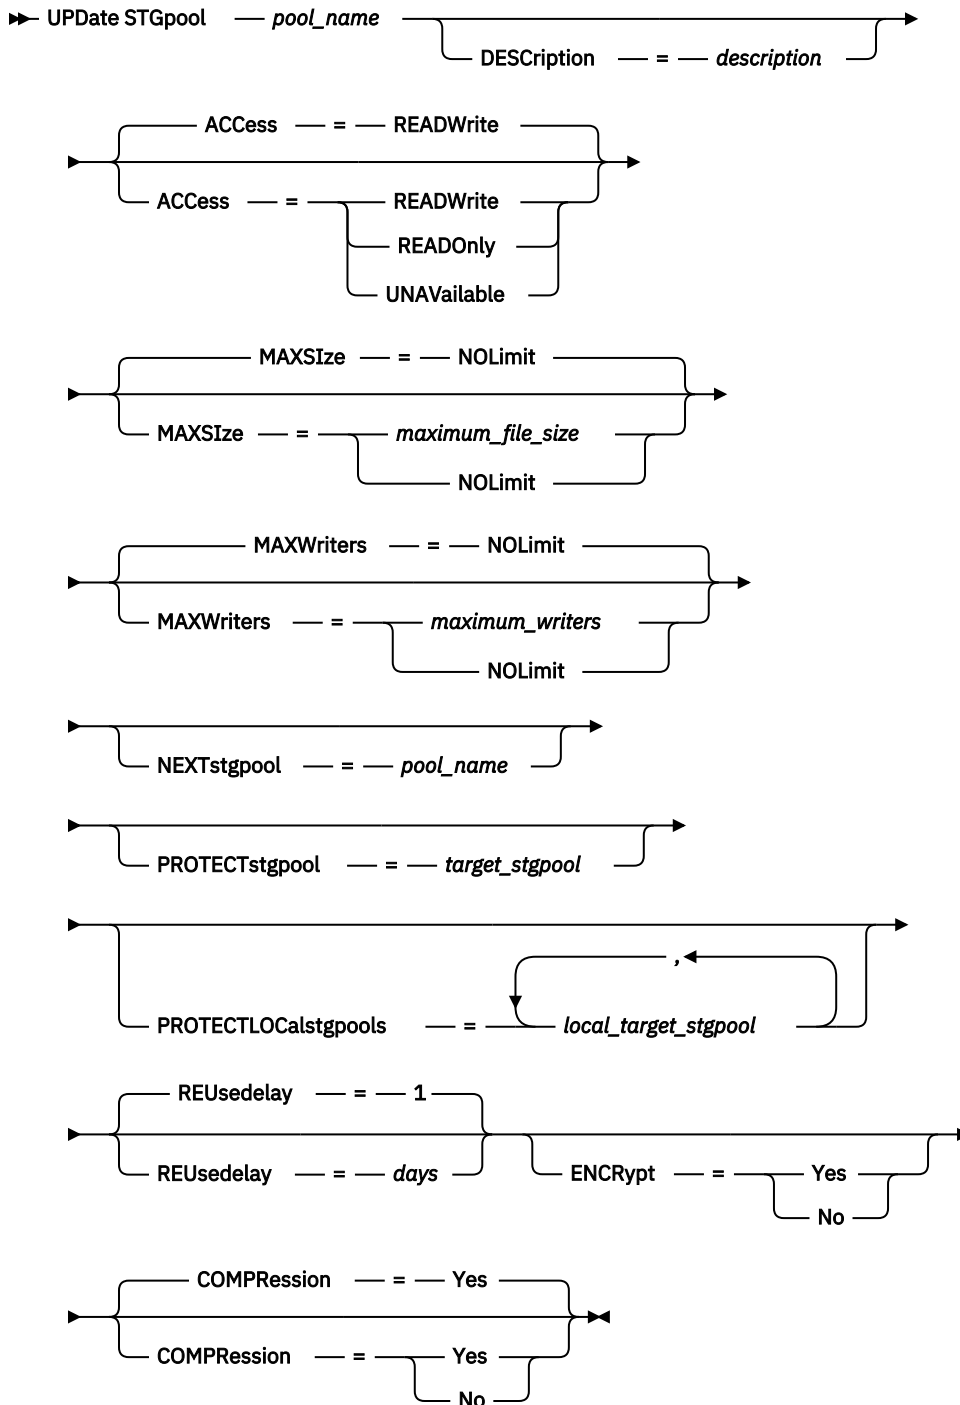 UPDate STGpool pool_name
DESCription = description
ACCess = READWrite
ACCess = READWrite
READOnly
UNAVailable
MAXSIze = NOLimit
MAXSIze = maximum_file_size
NOLimit
MAXWriters = NOLimit
MAXWriters = maximum_writers
NOLimit
NEXTstgpool = pool_name
PROTECTstgpool = target_stgpool
,
PROTECTLOCalstgpools = local_target_stgpool
REUsedelay = 1
REUsedelay = days ENCRypt = Yes
No
COMPRession = Yes
COMPRession = Yes
No